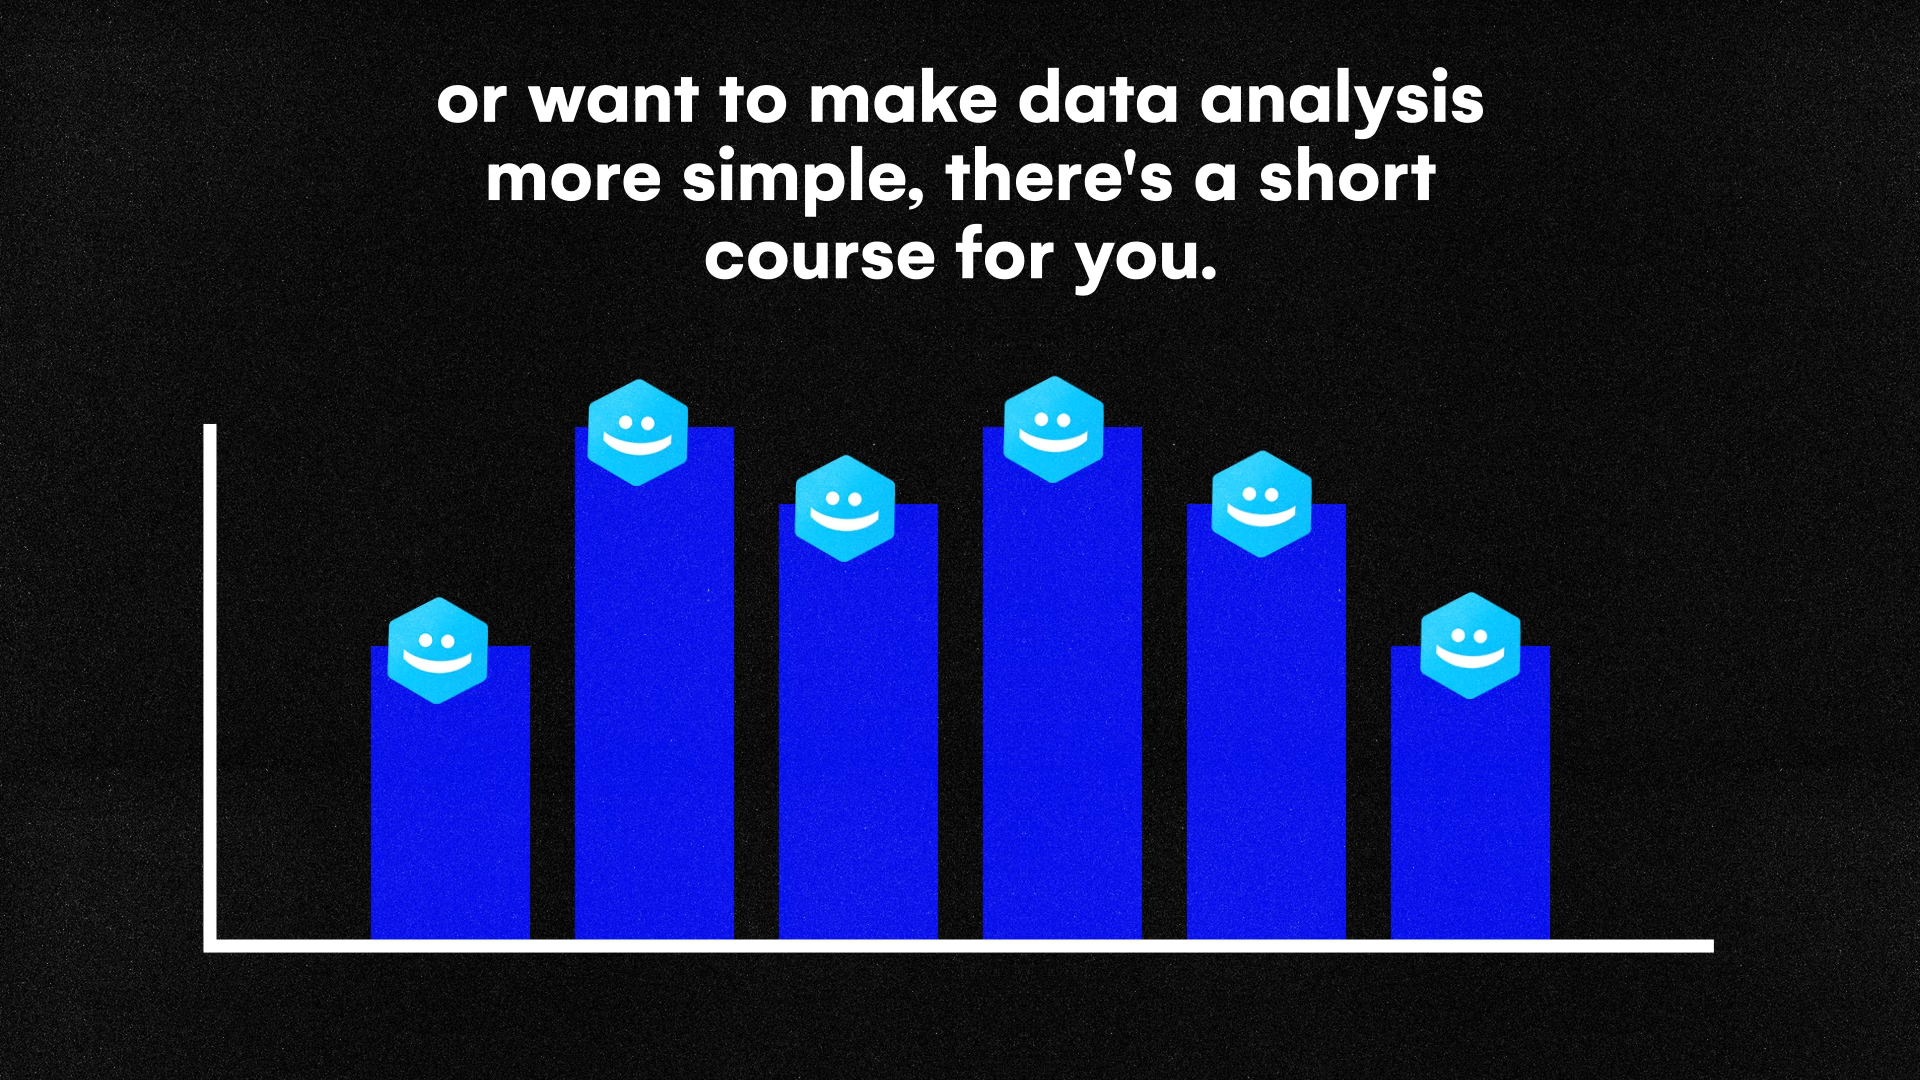 or want to make data analysis
more simple, there's a short
course for you.